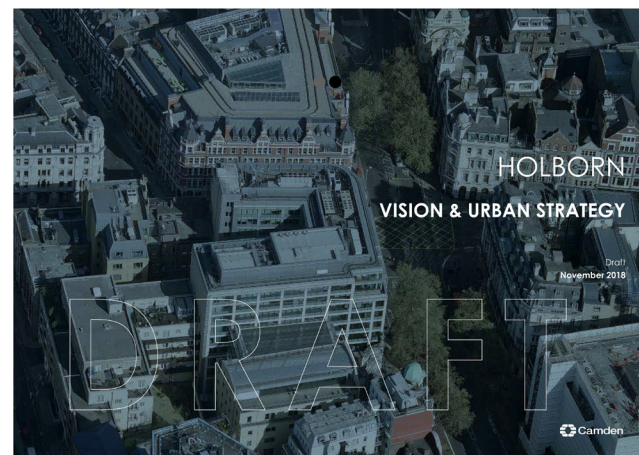 HOLBORN
VISION & URBAN STRATEGY
Draft
November 2018
DRAFT
Camden